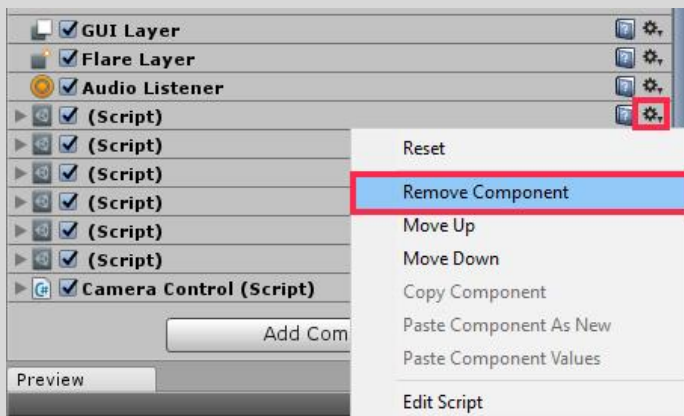 GUI Layer
Flare Layer
Audio Listener
(Script)
(Script)
(Script)
(Script)
(Script)
(Script)
Camera Control (Script)
Add Com
Preview
Reset
Remove Component
Move Up
Move Down
Copy Component
Paste Component As New
Paste Component Values
Edit Script